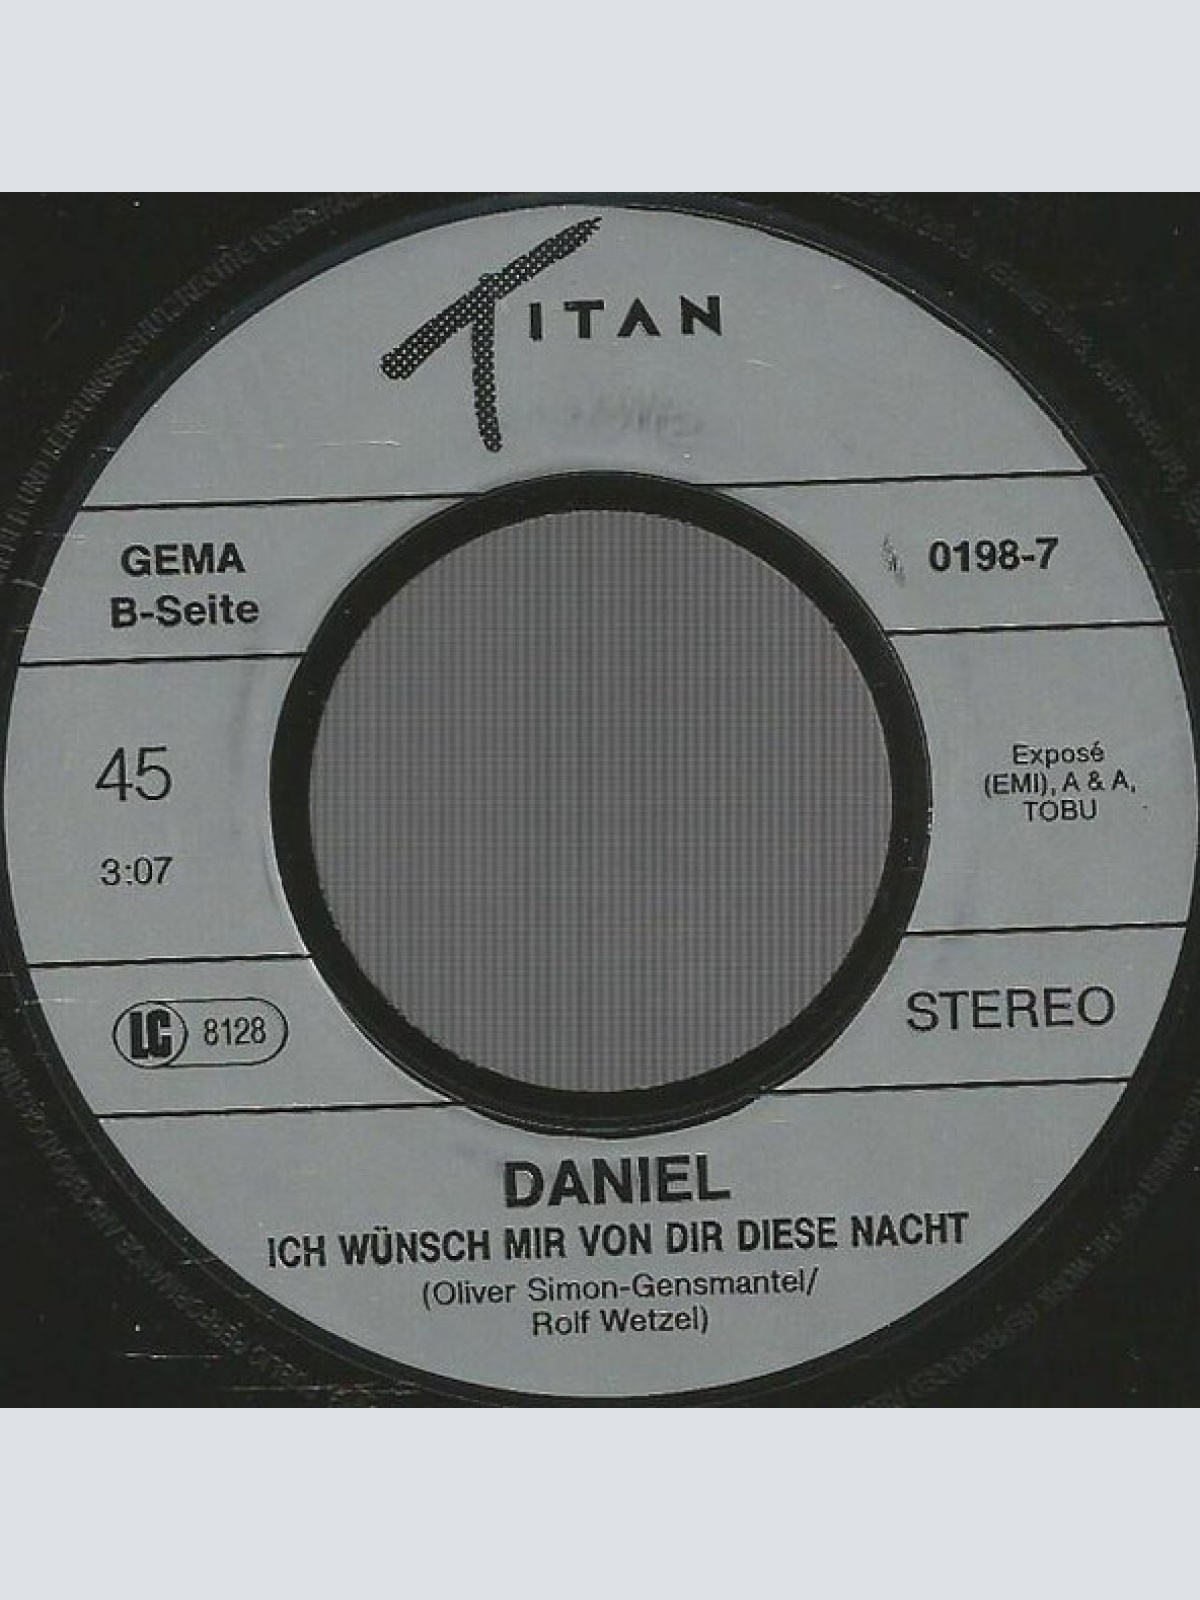 TITAN
GEMA
B-Seite
0198-7
45
3:07
Exposé
(EMI), A & A,
TOBU
LC 8128
STEREO
DANIEL
ICH WÜNSCH MIR VON DIR DIESE NACHT
(Oliver Simon-Gensmantel/
Rolf Wetzel)